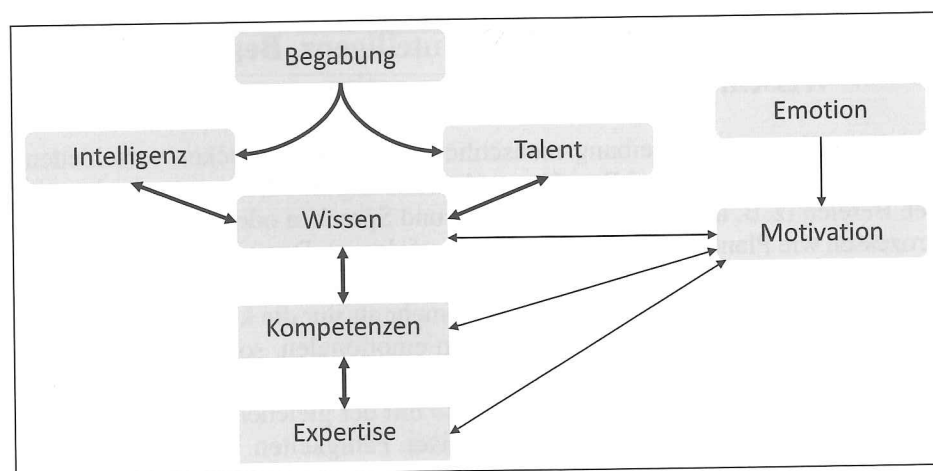 Begabung
Emotion
Intelligenz
Talent
Wissen
Motivation
Kompetenzen
Expertise